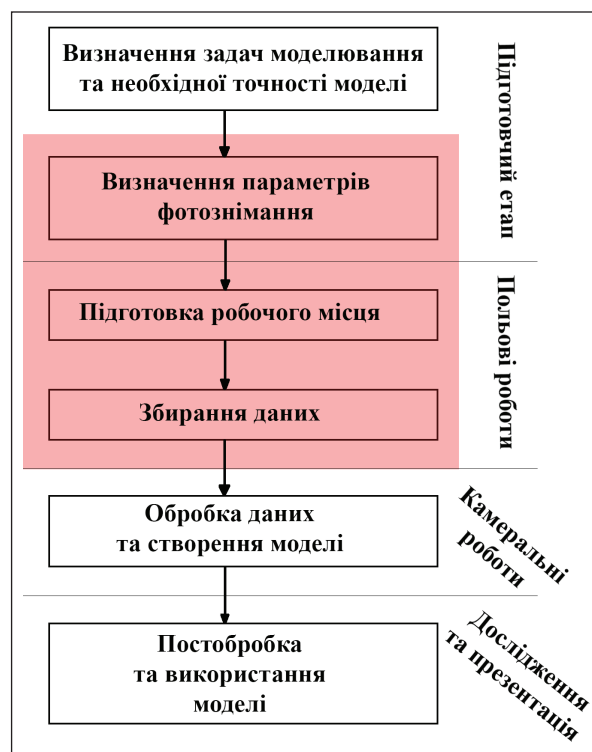 Визначення задач моделювання
та необхідної точності моделі
Підготовчий етап
Визначення параметрів
фотознімання
Підготовка робочого місця
Польові роботи
Збирання даних
Обробка даних
та створення моделі
Камеральні
роботи
Постобробка
та використання
моделі
Дослідження
та презентація